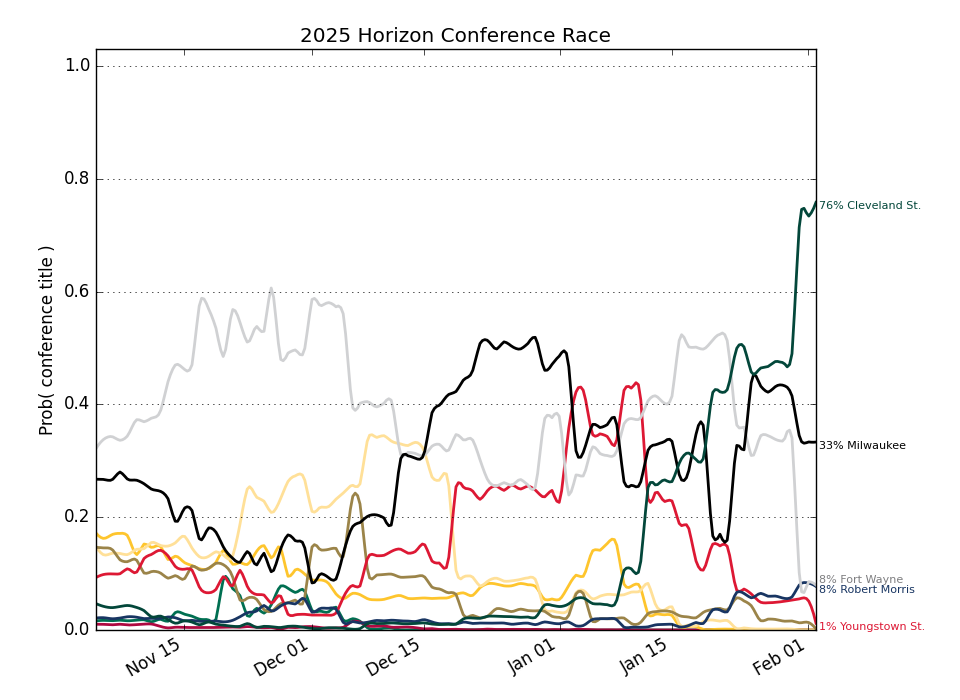 2025 Horizon Conference Race
Prob( conference title )
1.0
0.8
0.6
0.4
0.2
0.0
76% Cleveland St.
33% Milwaukee
8% Fort Wayne
8% Robert Morris
1% Youngstown St.
Nov 15
Dec 01
Dec 15
Jan 01
Jan 15
Feb 01